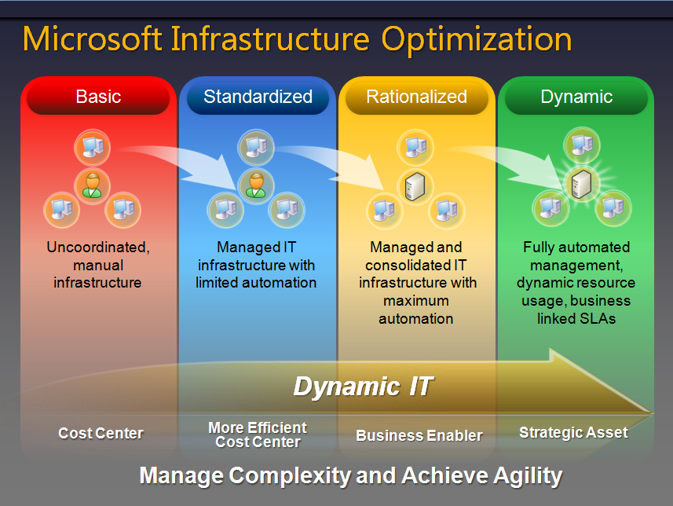 Microsoft Infrastructure Optimization
Basic
Standardized
Rationalized
Dynamic
Uncoordinated,
manual
infrastructure
Managed IT
infrastructure with
limited automation
Managed and
consolidated IT
infrastructure with
maximum
automation
Fully automated
management,
dynamic resource
usage, business
linked SLAs
Dynamic IT
Cost Center
More Efficient
Cost Center
Business Enabler
Strategic Asset
Manage Complexity and Achieve Agility